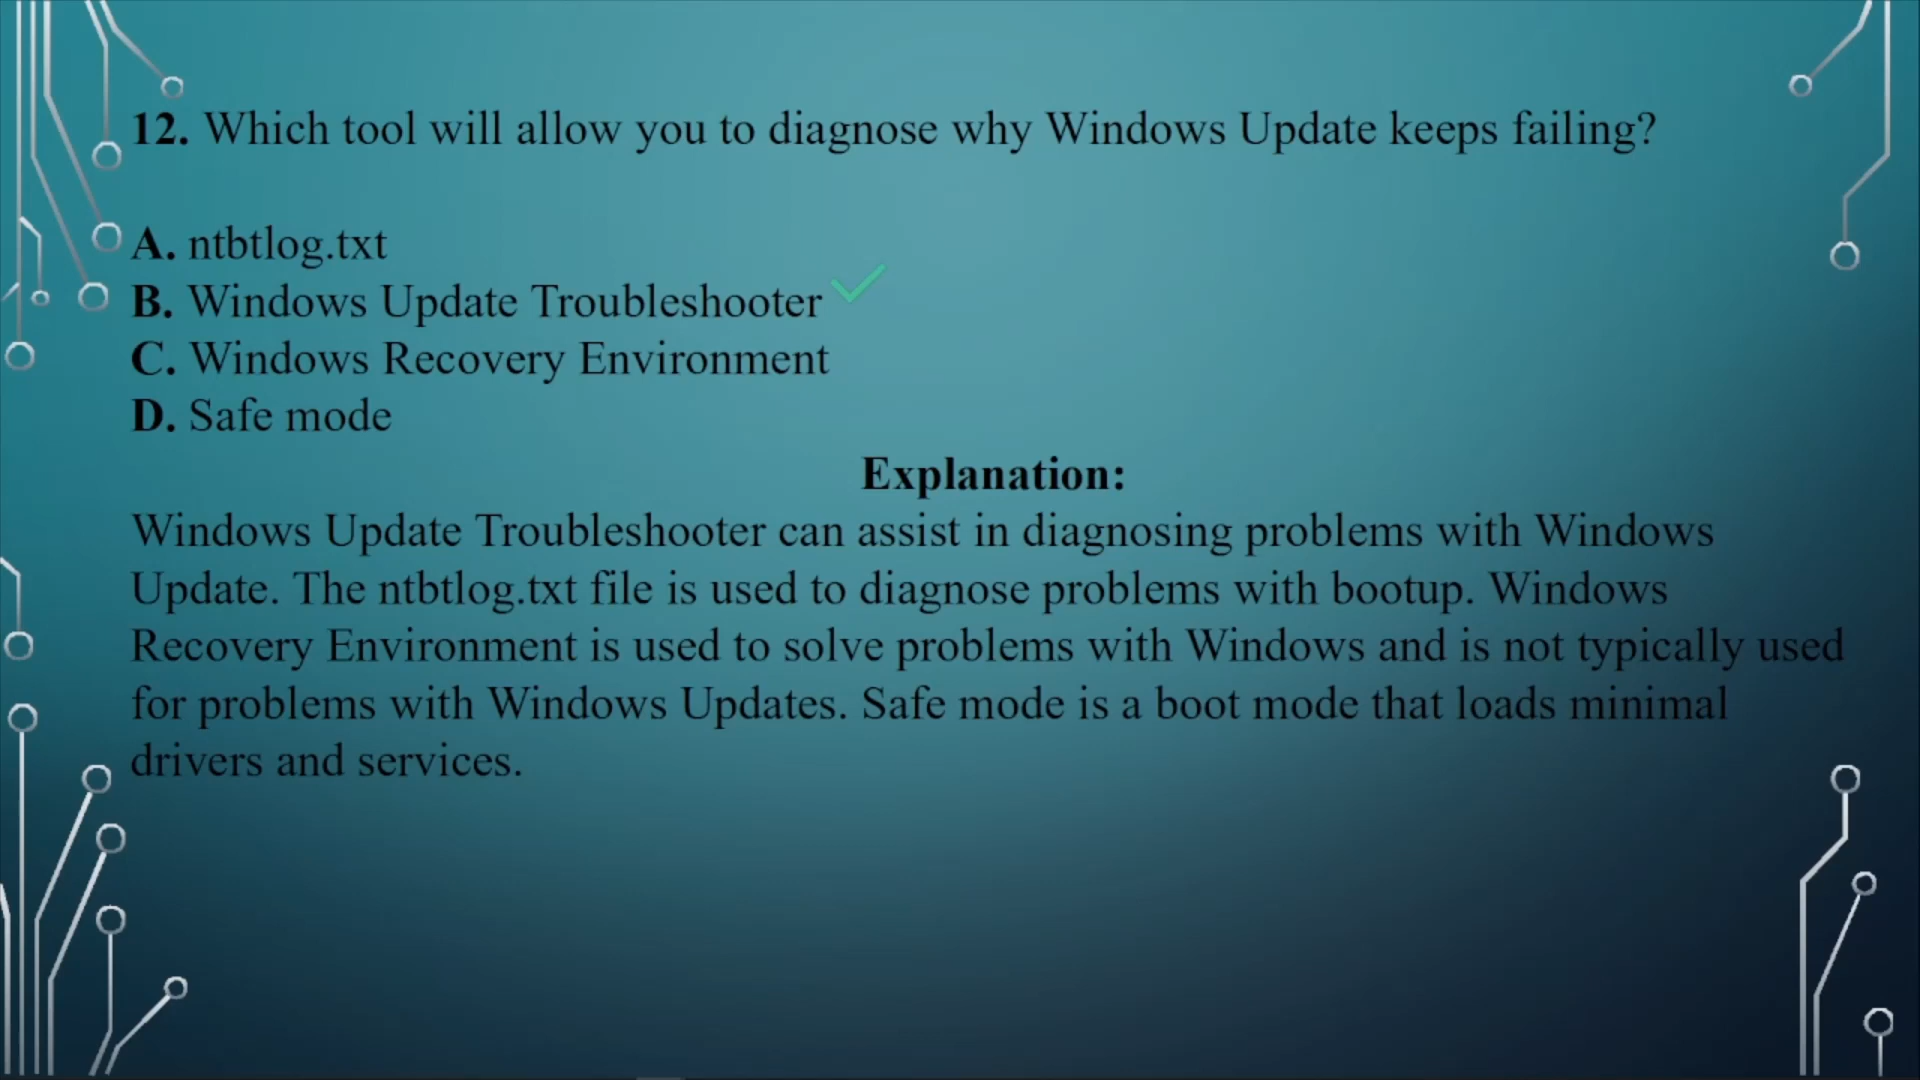 12. Which tool will allow you to diagnose why Windows Update keeps failing?
A. ntbtlog.txt
B. Windows Update Troubleshooter
C. Windows Recovery Environment
D. Safe mode
Explanation:
Windows Update Troubleshooter can assist in diagnosing problems with Windows
Update. The ntbtlog.txt file is used to diagnose problems with bootup. Windows
Recovery Environment is used to solve problems with Windows and is not typically used
for problems with Windows Updates. Safe mode is a boot mode that loads minimal
drivers and services.